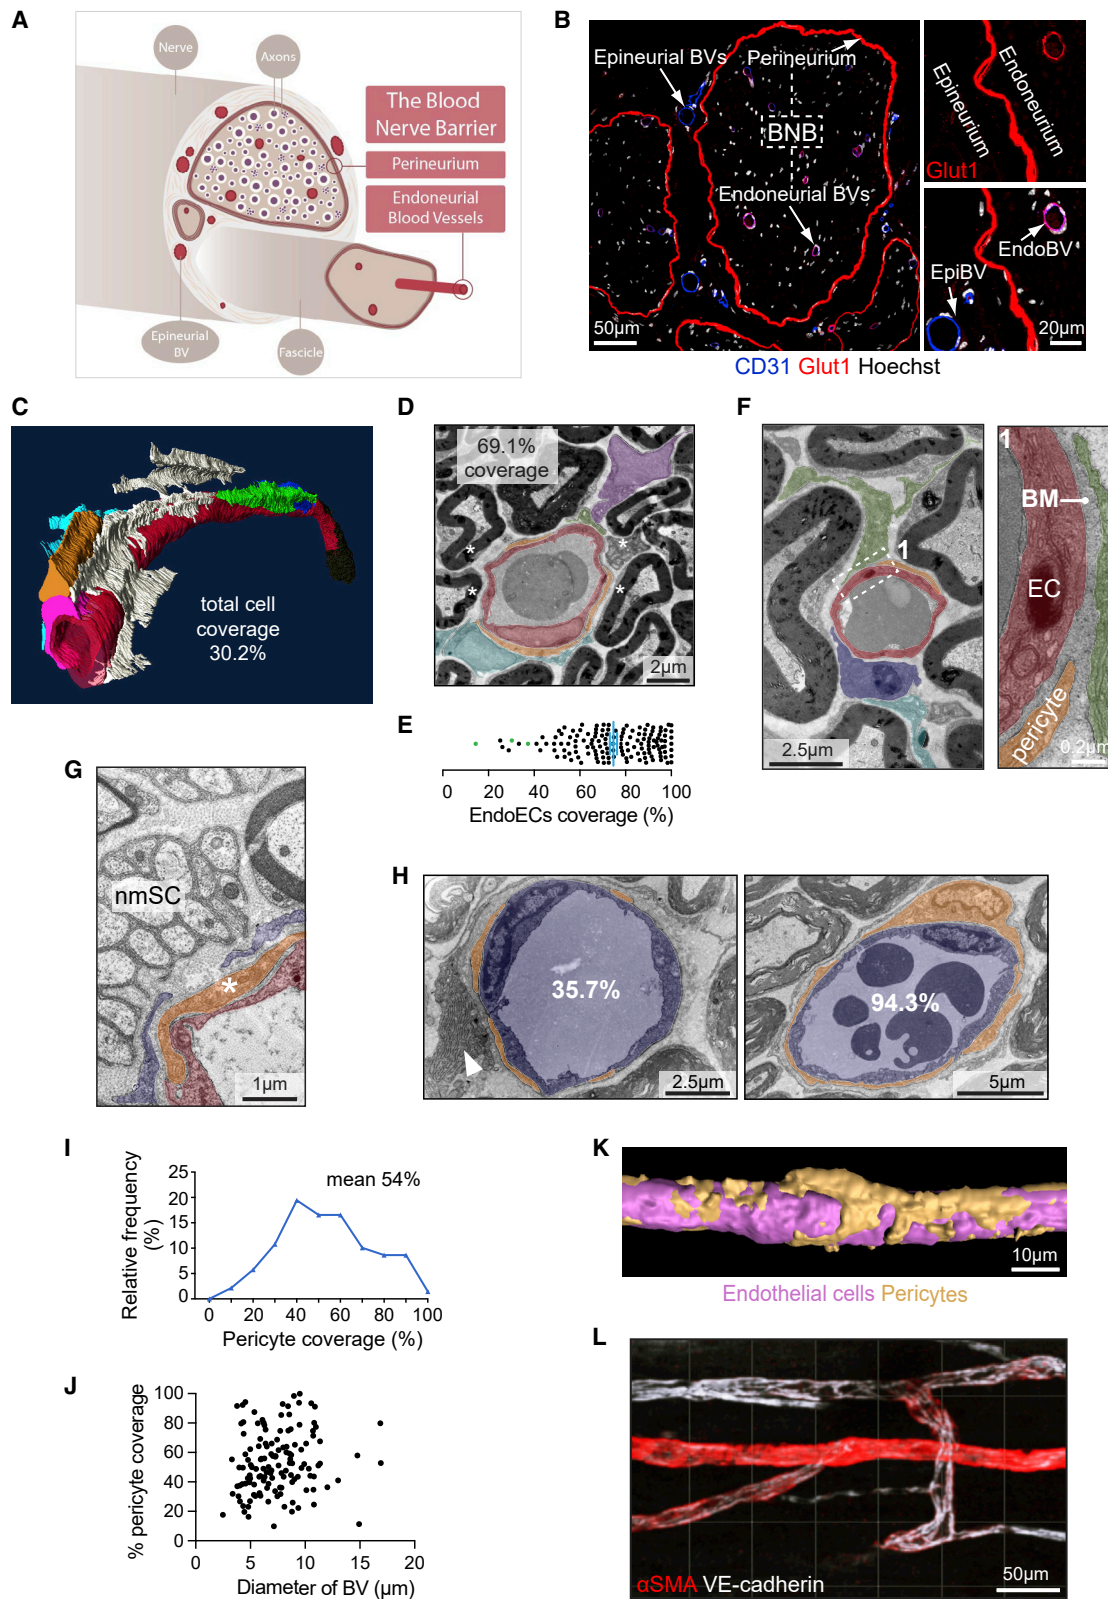 A
Nerve
Axons
The Blood
Nerve Barrier
Perineurium
Endoneurial
Blood Vessels
Epineurial
BV
Fascicle
B
Epineurial BVs
Perineurium
BNB
Endoneurial BVs
50µm
Epineurium
Endoneurium
Glut1
EndoBV
EpiBV
20µm
CD31 Glut1 Hoechst
C
total cell
coverage
30.2%
D
69.1%
coverage
* * * *
2µm
E
0 20 40 60 80 100
EndoECs coverage (%)
F
1
2.5µm
1
BM
EC
pericyte
0.2µm
G
nmSC
*
1µm
H
35.7%
2.5µm
94.3%
5µm
I
Relative frequency
(%)
25
20
15
10
5
0
mean 54%
0 20 40 60 80 100
Pericyte coverage (%)
J
% pericyte coverage
100
80
60
40
20
0
0 5 10 15 20
Diameter of BV (µm)
K
10µm
Endothelial cells Pericytes
L
αSMA VE-cadherin
50µm